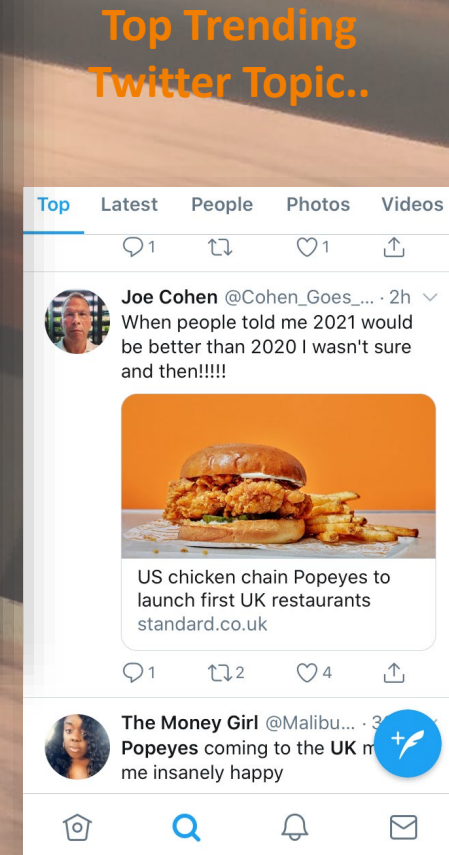 Top Trending
Twitter Topic..
Top Latest People Photos Videos
1 1
Joe Cohen @Cohen_Goes_... · 2h
When people told me 2021 would
be better than 2020 I wasn't sure
and then!!!!!
US chicken chain Popeyes to
launch first UK restaurants
standard.co.uk
1 2 4
The Money Girl @Malibu... · 3
Popeyes coming to the UK
me insanely happy